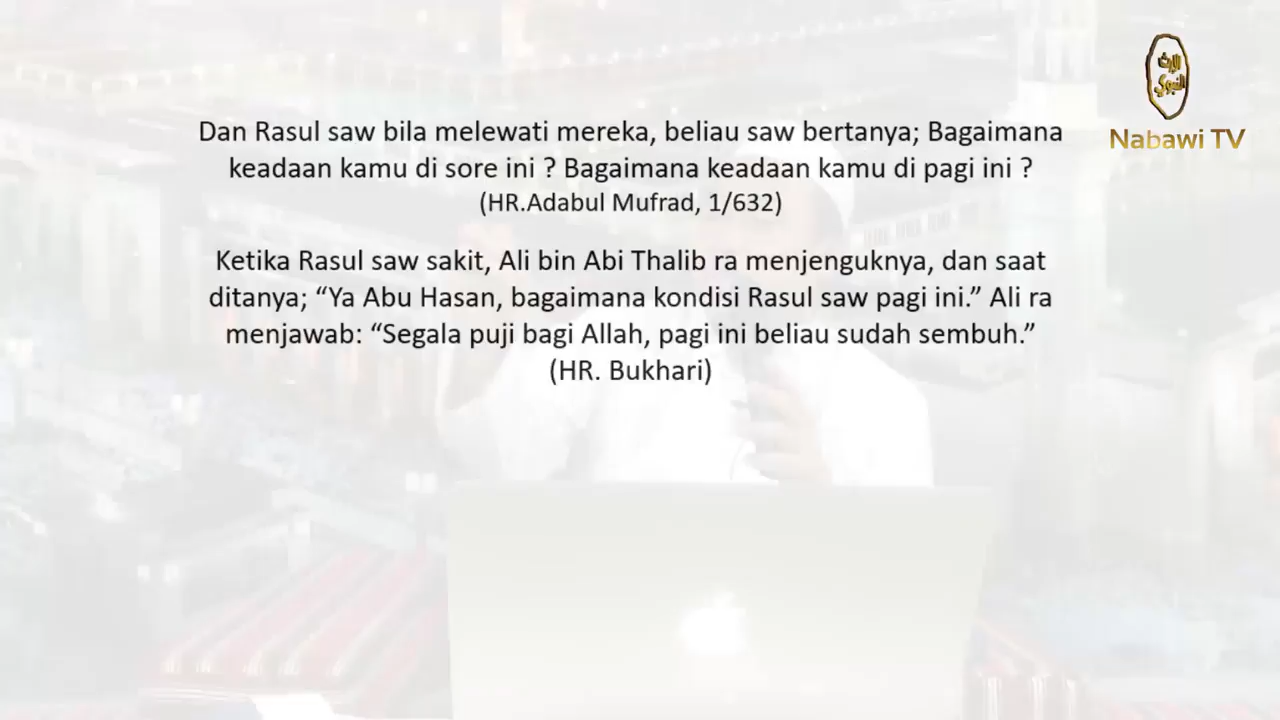 الإرث
النبوي
Nabawi TV
Dan Rasul saw bila melewati mereka, beliau saw bertanya; Bagaimana
keadaan kamu di sore ini ? Bagaimana keadaan kamu di pagi ini ?
(HR.Adabul Mufrad, 1/632)
Ketika Rasul saw sakit, Ali bin Abi Thalib ra menjenguknya, dan saat
ditanya; “Ya Abu Hasan, bagaimana kondisi Rasul saw pagi ini.” Ali ra
menjawab: “Segala puji bagi Allah, pagi ini beliau sudah sembuh.”
(HR. Bukhari)